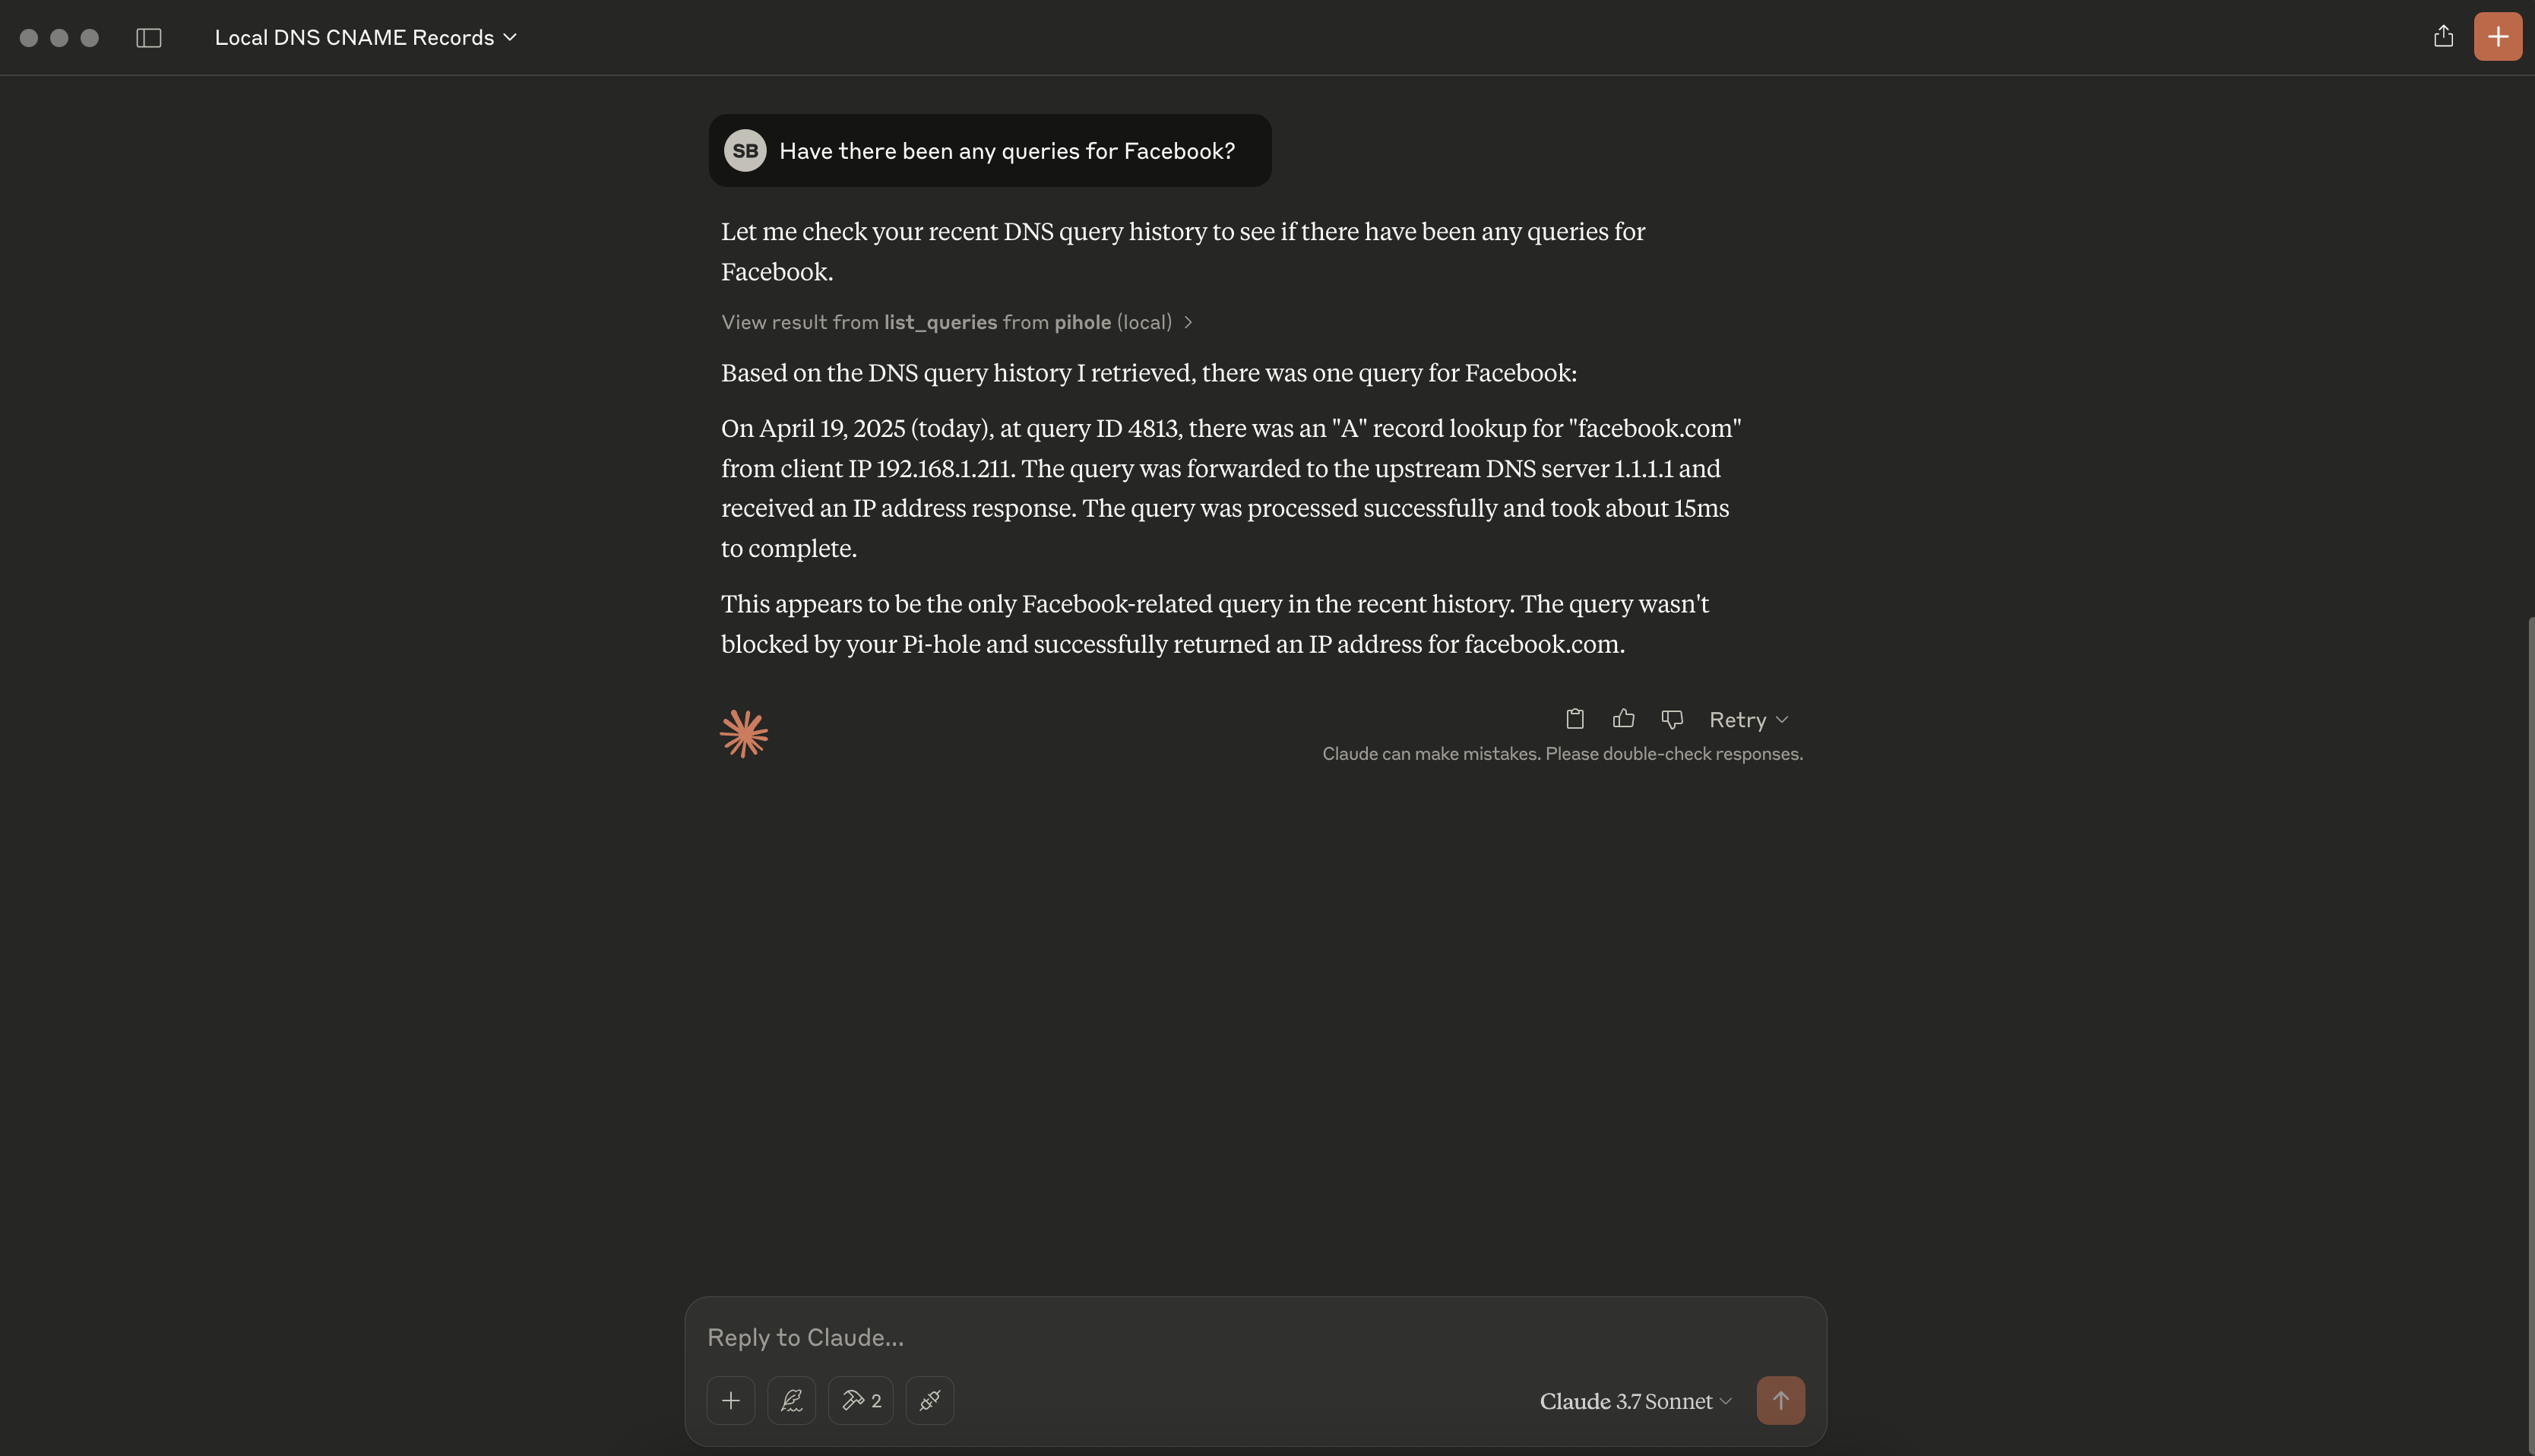 Local DNS CNAME Records
SB Have there been any queries for Facebook?
Let me check your recent DNS query history to see if there have been any queries for
Facebook.
View result from list_queries from pihole (local)
Based on the DNS query history I retrieved, there was one query for Facebook:
On April 19, 2025 (today), at query ID 4813, there was an "A" record lookup for "facebook.com"
from client IP 192.168.1.211. The query was forwarded to the upstream DNS server 1.1.1.1 and
received an IP address response. The query was processed successfully and took about 15ms
to complete.
This appears to be the only Facebook-related query in the recent history. The query wasn't
blocked by your Pi-hole and successfully returned an IP address for facebook.com.
Retry
Claude can make mistakes. Please double-check responses.
Reply to Claude...
2 Claude 3.7 Sonnet